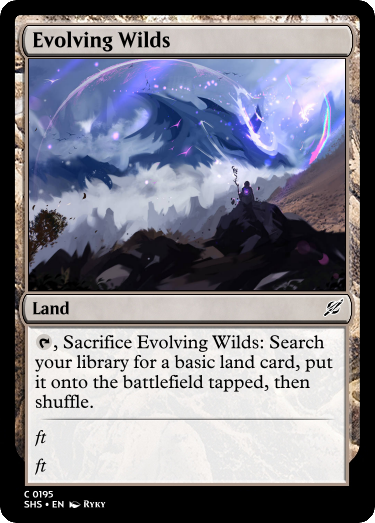 Evolving Wilds
Land
, Sacrifice Evolving Wilds: Search
your library for a basic land card, put
it onto the battlefield tapped, then
shuffle.
ft
ft
C 0195
SHS • EN Ryky